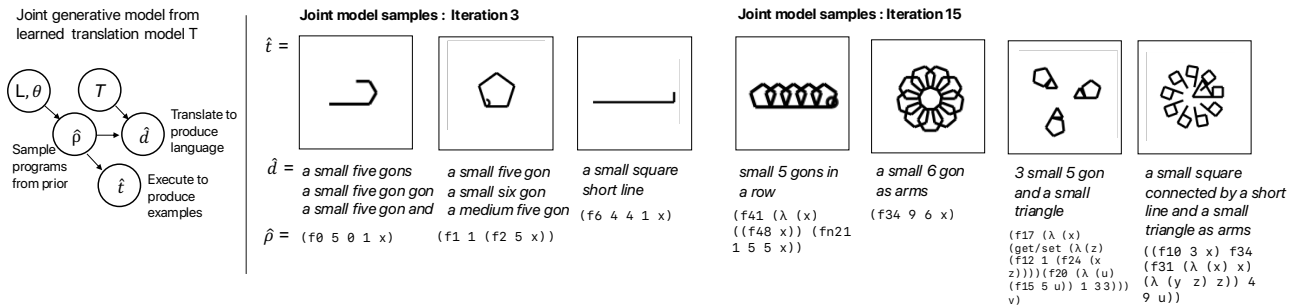 Joint generative model from
learned translation model T
L, θ
T
ρ̂
d̂
t̂
Translate to
produce
language
Sample
programs
from prior
Execute to
produce
examples
Joint model samples : Iteration 3
t̂ =
d̂ =
a small five gons
a small five gon gon
a small five gon and
a small five gon
a small six gon
a medium five gon
a small square
short line
ρ̂ =
(f0 5 0 1 x)
(f1 1 (f2 5 x))
(f6 4 4 1 x)
Joint model samples : Iteration 15
small 5 gons in
a row
(f41 (λ (x)
((f48 x)) (fn21
1 5 5 x))
a small 6 gon
as arms
(f34 9 6 x)
3 small 5 gon
and a small
triangle
(f17 (λ (x)
(get/set (λ(z)
(f12 1 (f24 (x
z))))(f20 (λ (u)
(f15 5 u)) 1 33)))
v)
a small square
connected by a short
line and a small
triangle as arms
((f10 3 x) f34
(f31 (λ (x) x)
(λ (y z) z)) 4
9 u))